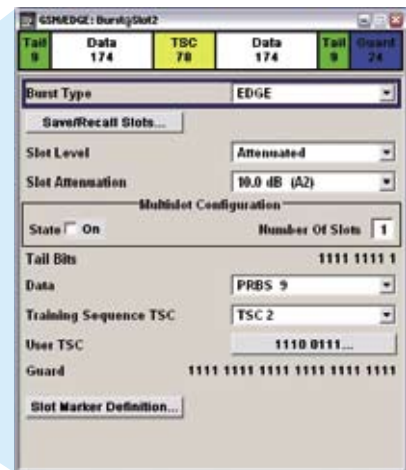 GSM/EDGE: Burst@Slot2
Tail Data TSC Data Tail Guard
9 174 78 174 9 24
Burst Type EDGE
Save/Recall Slots...
Slot Level Attenuated
Slot Attenuation 10.0 dB (A2)
Multislot Configuration
State On Number Of Slots 1
Tail Bits 1111 1111 1
Data PRBS 9
Training Sequence TSC TSC 2
User TSC 1110 0111...
Guard 1111 1111 1111 1111 1111 1111
Slot Marker Definition...